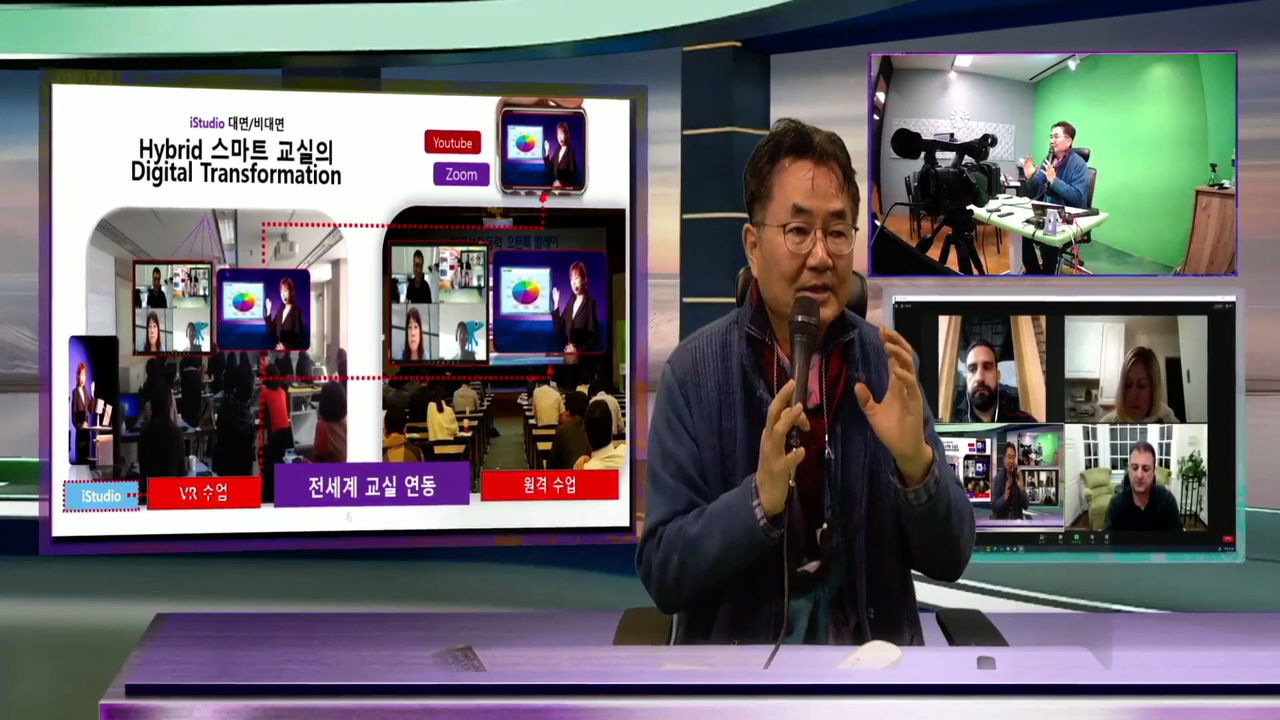 iStudio 대면/비대면
Hybrid 스마트 교실의
Digital Transformation
Youtube
Zoom
iStudio
VR 수업
전세계 교실 연동
원격 수업
6